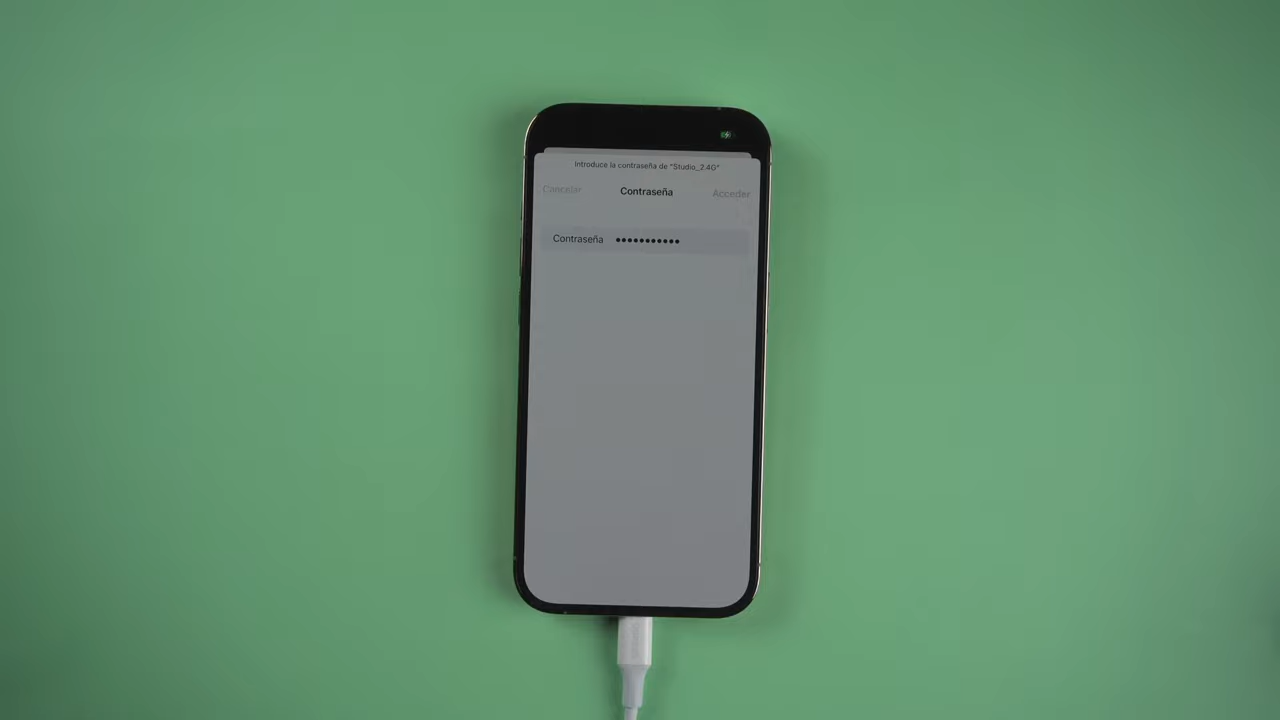 Introduce la contraseña de "Studio_2.4G"
Cancelar Contraseña Acceder
Contraseña •••••••••••